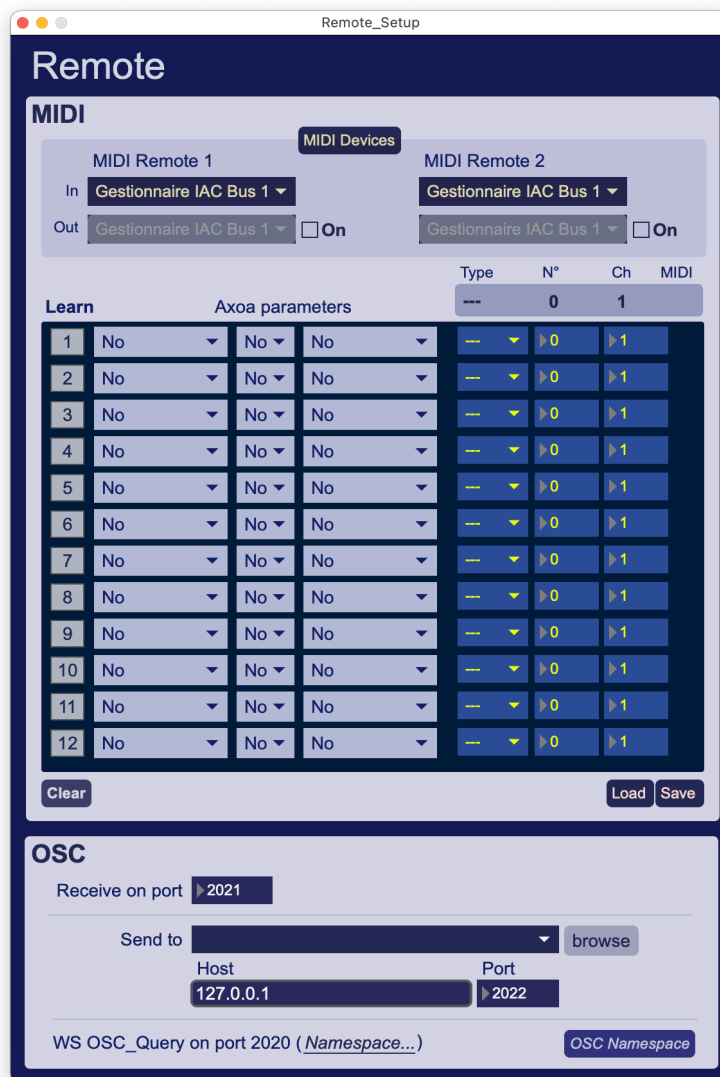 Remote_Setup
Remote
MIDI
MIDI Devices
MIDI Remote 1 MIDI Remote 2
In Gestionnaire IAC Bus 1 Gestionnaire IAC Bus 1
Out Gestionnaire IAC Bus 1 On Gestionnaire IAC Bus 1 On
Type N° Ch MIDI
--- 0 1
Learn Axoa parameters
1 No No No --- 0 1
2 No No No --- 0 1
3 No No No --- 0 1
4 No No No --- 0 1
5 No No No --- 0 1
6 No No No --- 0 1
7 No No No --- 0 1
8 No No No --- 0 1
9 No No No --- 0 1
10 No No No --- 0 1
11 No No No --- 0 1
12 No No No --- 0 1
Clear Load Save
OSC
Receive on port 2021
Send to browse
Host Port
127.0.0.1 2022
WS OSC_Query on port 2020 (Namespace...) OSC Namespace